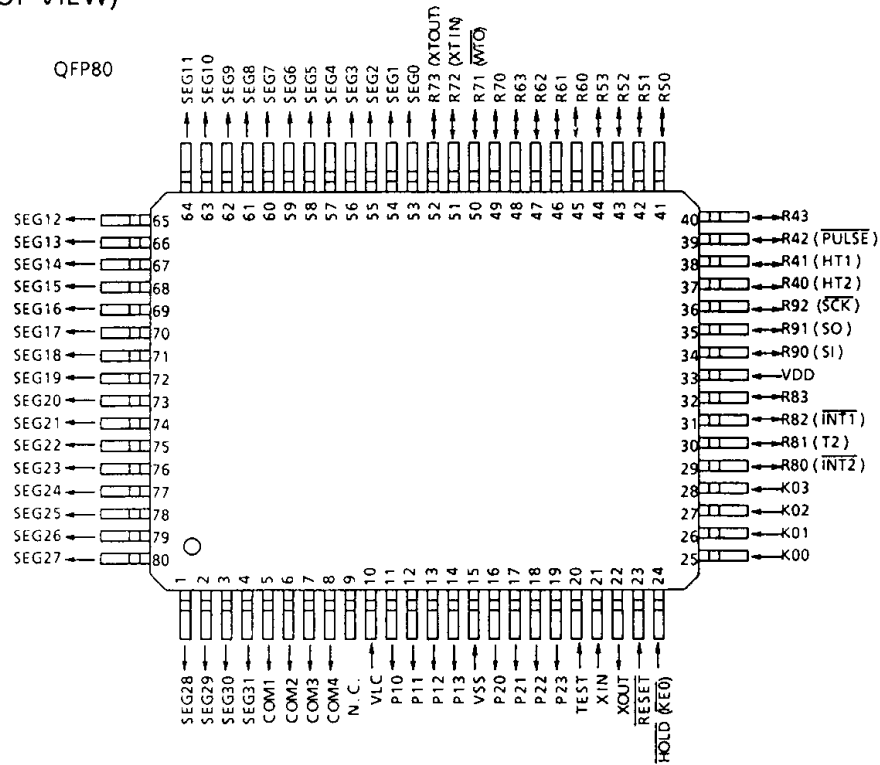 OP VIEW)
QFP80
SEG11 SEG10 SEG9 SEG8 SEG7 SEG6 SEG5 SEG4 SEG3 SEG2 SEG1 SEG0 R73 (XTOUT) R72 (XTIN) R71 (WTO) R70 R63 R62 R61 R60 R53 R52 R51 R50
64 63 62 61 60 59 58 57 56 55 54 53 52 51 50 49 48 47 46 45 44 43 42 41
SEG12 65 40 R43
SEG13 66 39 R42 (PULSE)
SEG14 67 38 R41 (HT1)
SEG15 68 37 R40 (HT2)
SEG16 69 36 R92 (SCK)
SEG17 70 35 R91 (SO)
SEG18 71 34 R90 (SI)
SEG19 72 33 VDD
SEG20 73 32 R83
SEG21 74 31 R82 (INT1)
SEG22 75 30 R81 (T2)
SEG23 76 29 R80 (INT2)
SEG24 77 28 K03
SEG25 78 27 K02
SEG26 79 26 K01
SEG27 80 25 K00
1 2 3 4 5 6 7 8 9 10 11 12 13 14 15 16 17 18 19 20 21 22 23 24
SEG28 SEG29 SEG30 SEG31 COM1 COM2 COM3 COM4 N.C. VLC P10 P11 P12 P13 VSS P20 P21 P22 P23 TEST XIN XOUT RESET HOLD (KE0)